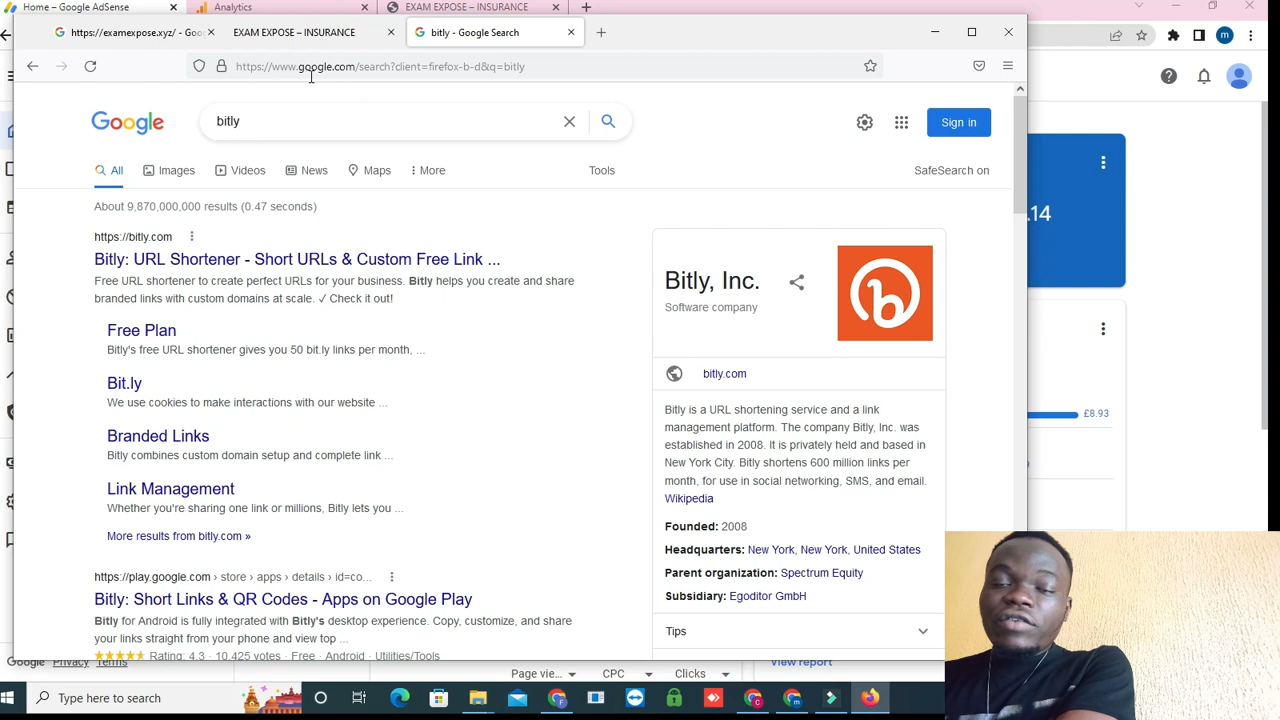 Home – Google AdSense
Analytics
EXAM EXPOSE – INSURANCE
https://examexpose.xyz/ - Goo
EXAM EXPOSE – INSURANCE
bitly - Google Search
https://www.google.com/search?client=firefox-b-d&q=bitly
m
Google
bitly
Sign in
All
Images
Videos
News
Maps
More
Tools
SafeSearch on
About 9,870,000,000 results (0.47 seconds)
https://bitly.com
Bitly: URL Shortener - Short URLs & Custom Free Link ...
Free URL shortener to create perfect URLs for your business. Bitly helps you create and share
branded links with custom domains at scale. ✓ Check it out!
Free Plan
Bitly's free URL shortener gives you 50 bit.ly links per month, ...
Bit.ly
We use cookies to make interactions with our website ...
Branded Links
Bitly combines custom domain setup and complete link ...
Link Management
Whether you're sharing one link or millions, Bitly lets you ...
More results from bitly.com »
https://play.google.com › store › apps › details › id=co...
Bitly: Short Links & QR Codes - Apps on Google Play
Bitly for Android is fully integrated with Bitly's desktop experience. Copy, customize, and share
your links straight from your phone and view top ...
Rating: 4.3 · 10,425 votes · Free · Android · Utilities/Tools
Bitly, Inc.
Software company
b
bitly.com
Bitly is a URL shortening service and a link
management platform. The company Bitly, Inc. was
established in 2008. It is privately held and based in
New York City. Bitly shortens 600 million links per
month, for use in social networking, SMS, and email.
Wikipedia
Founded: 2008
Headquarters: New York, New York, United States
Parent organization: Spectrum Equity
Subsidiary: Egoditor GmbH
Tips
.14
£8.93
Google Privacy Terms
Page vie...
CPC
Clicks
View report
Type here to search